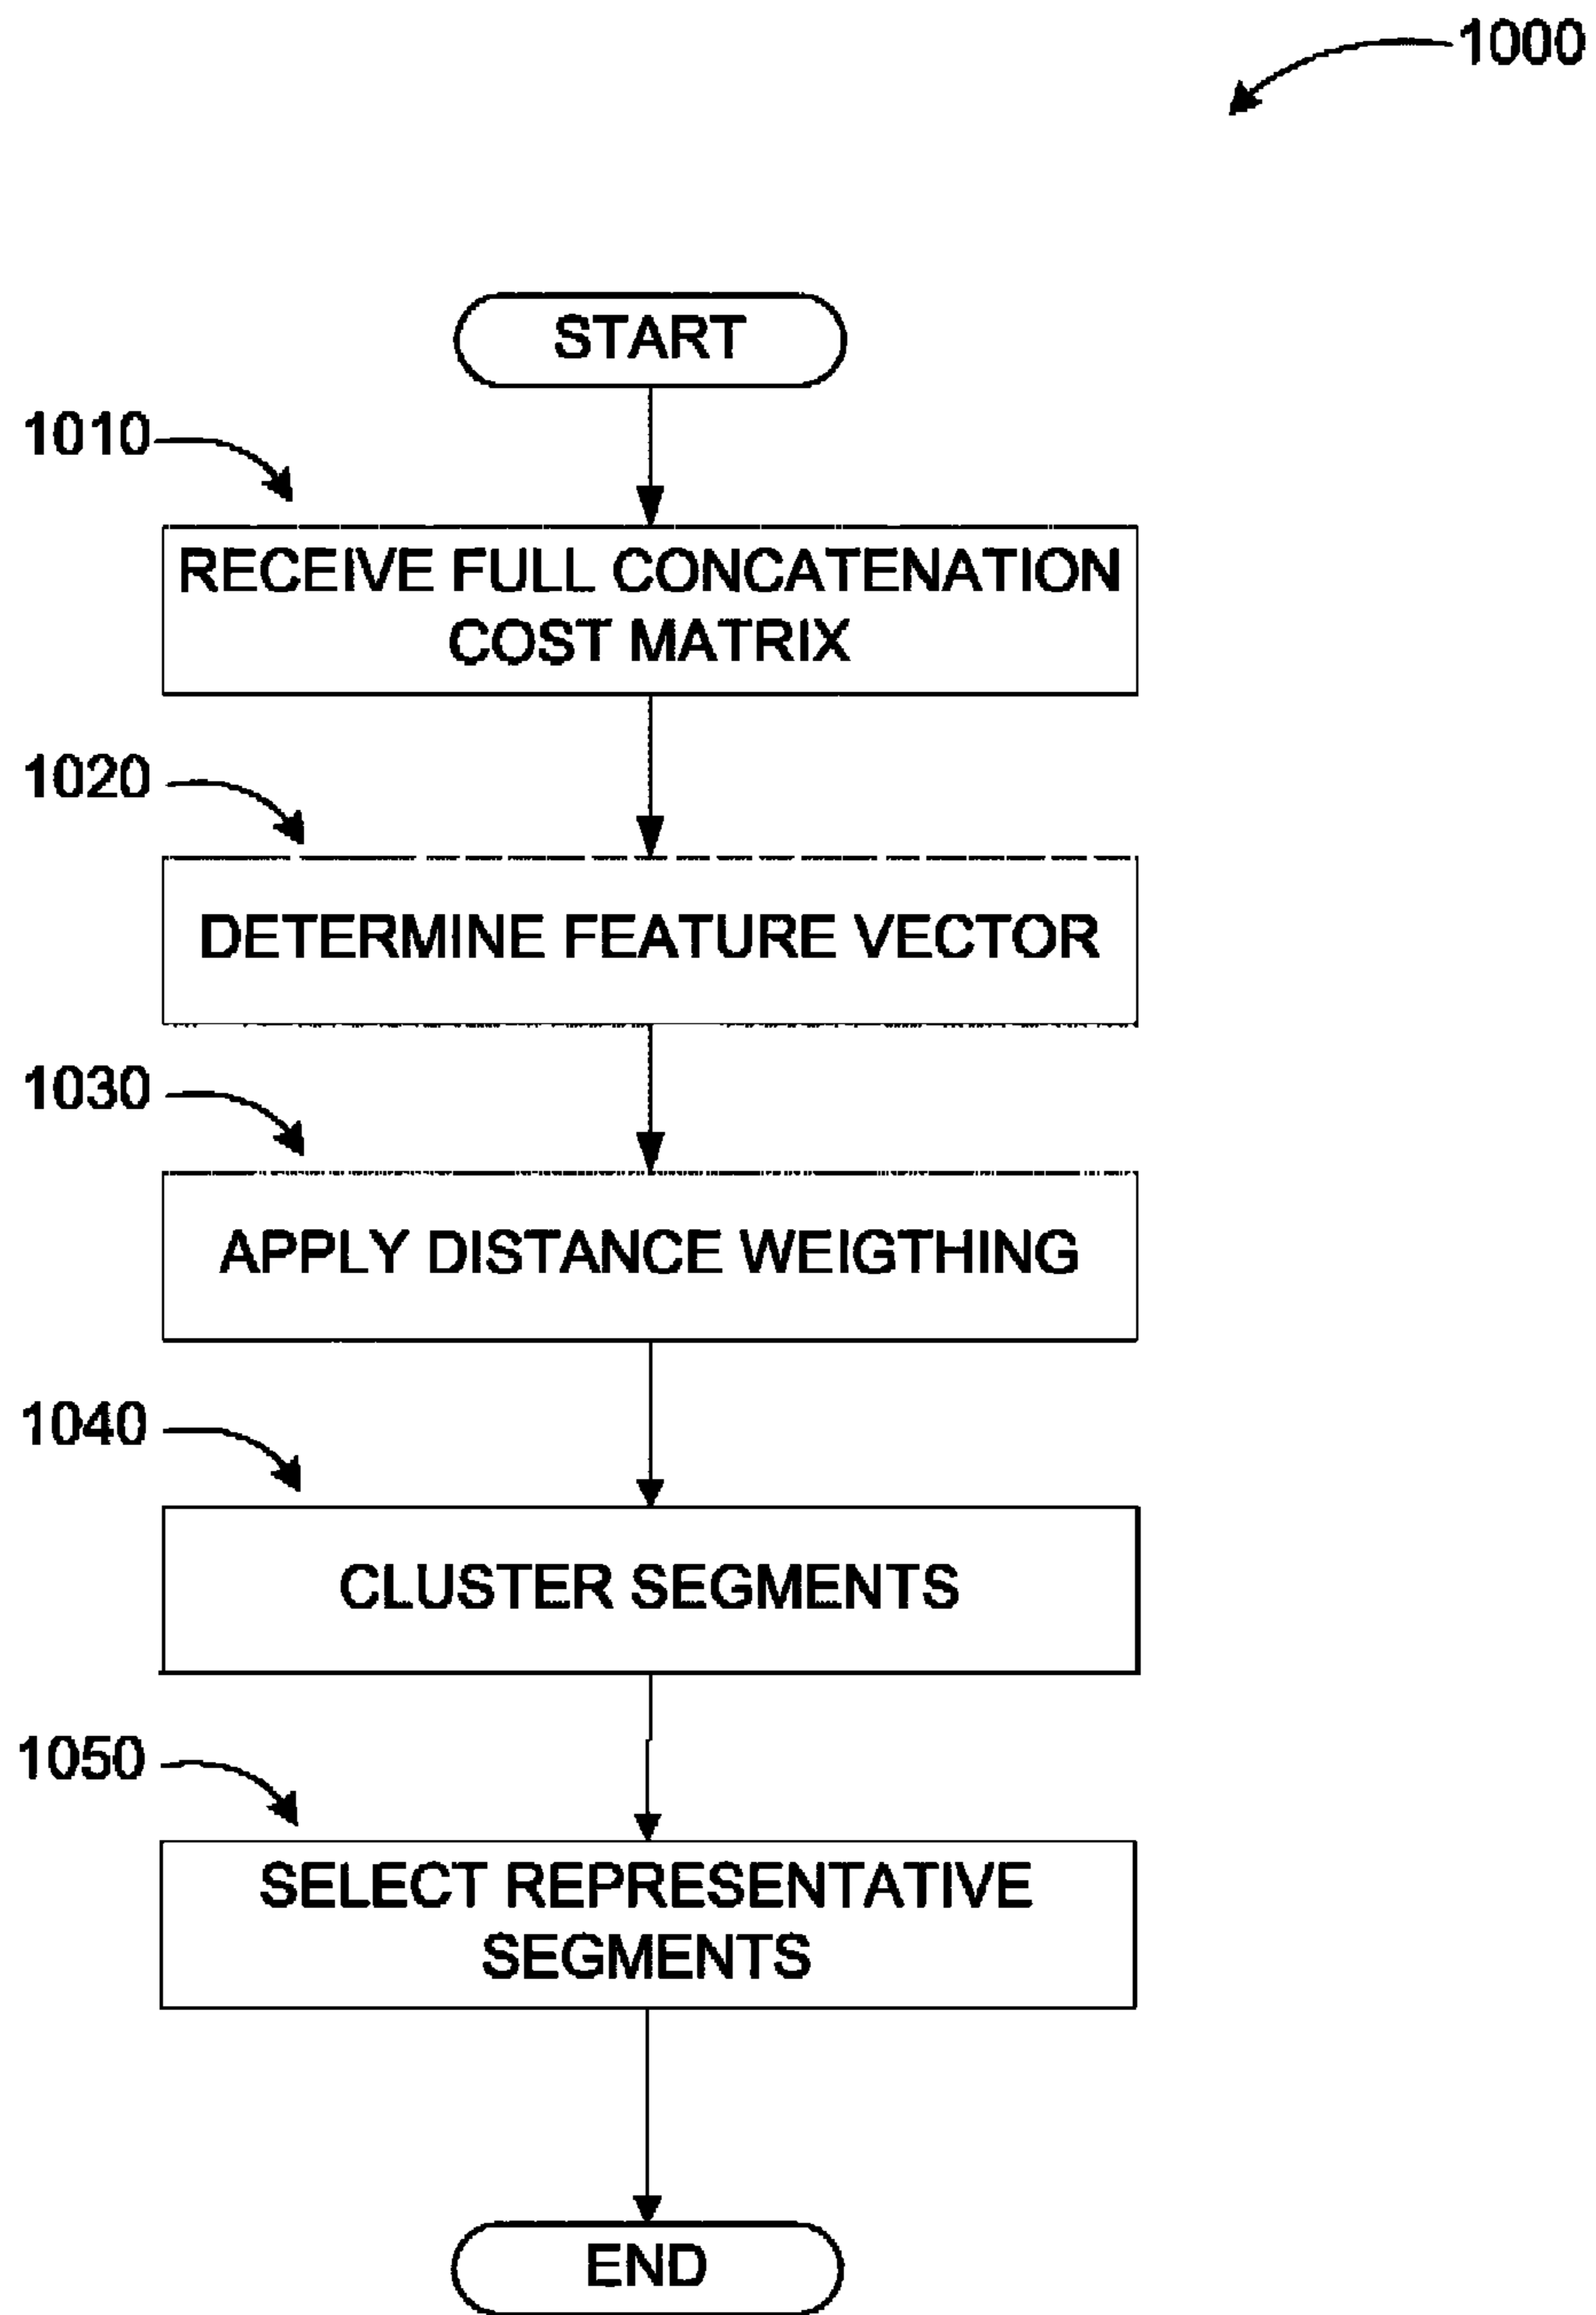 1000
START
1010
RECEIVE FULL CONCATENATION
COST MATRIX
1020
DETERMINE FEATURE VECTOR
1030
APPLY DISTANCE WEIGTHING
1040
CLUSTER SEGMENTS
1050
SELECT REPRESENTATIVE
SEGMENTS
END